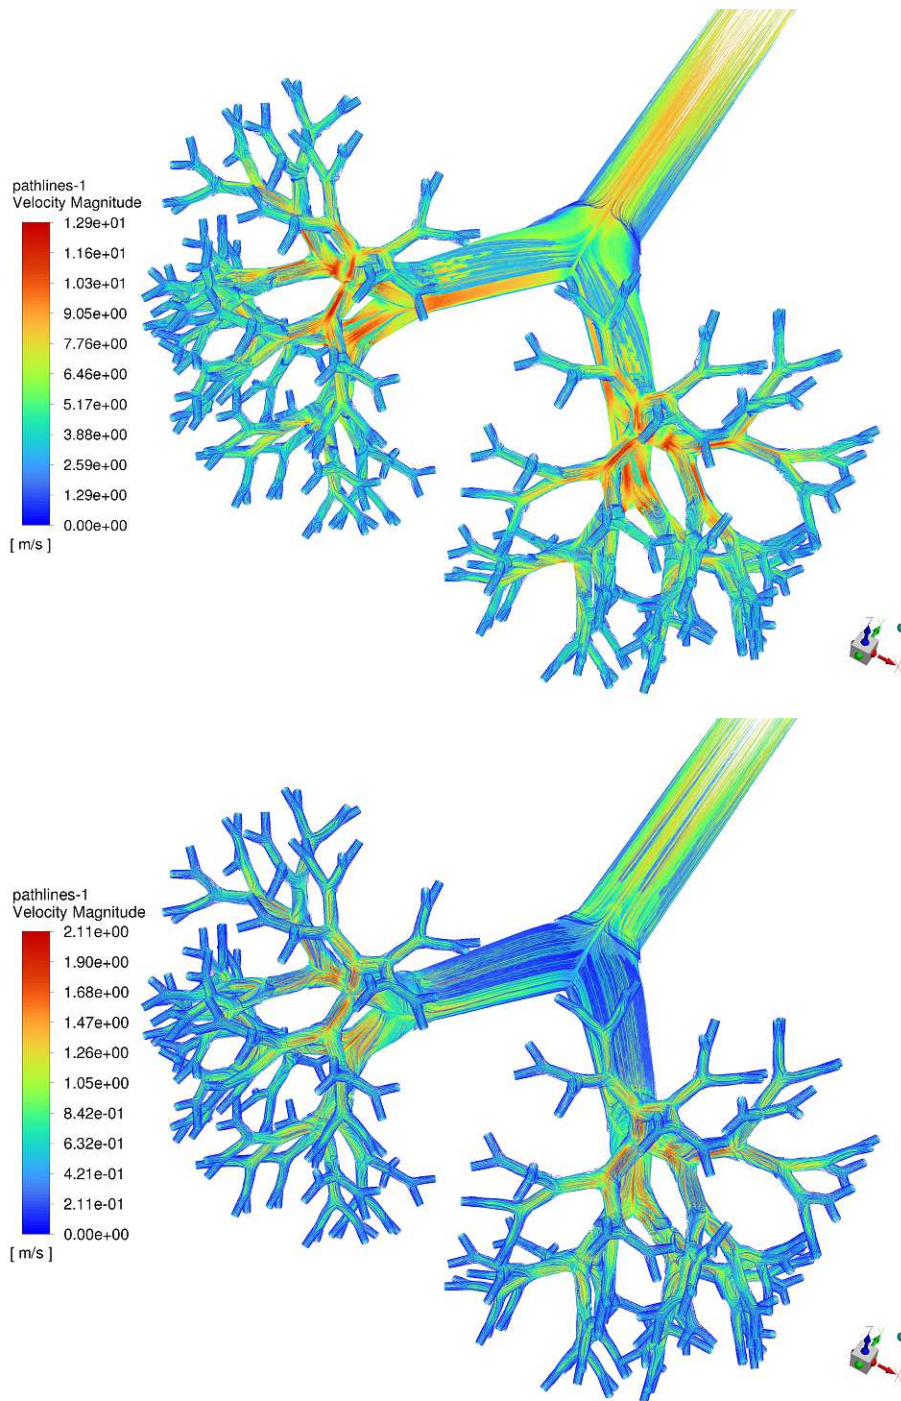 pathlines-1
Velocity Magnitude
1.29e+01
1.16e+01
1.03e+01
9.05e+00
7.76e+00
6.46e+00
5.17e+00
3.88e+00
2.59e+00
1.29e+00
0.00e+00
[ m/s ]
Z
X
pathlines-1
Velocity Magnitude
2.11e+00
1.90e+00
1.68e+00
1.47e+00
1.26e+00
1.05e+00
8.42e-01
6.32e-01
4.21e-01
2.11e-01
0.00e+00
[ m/s ]
Z
X